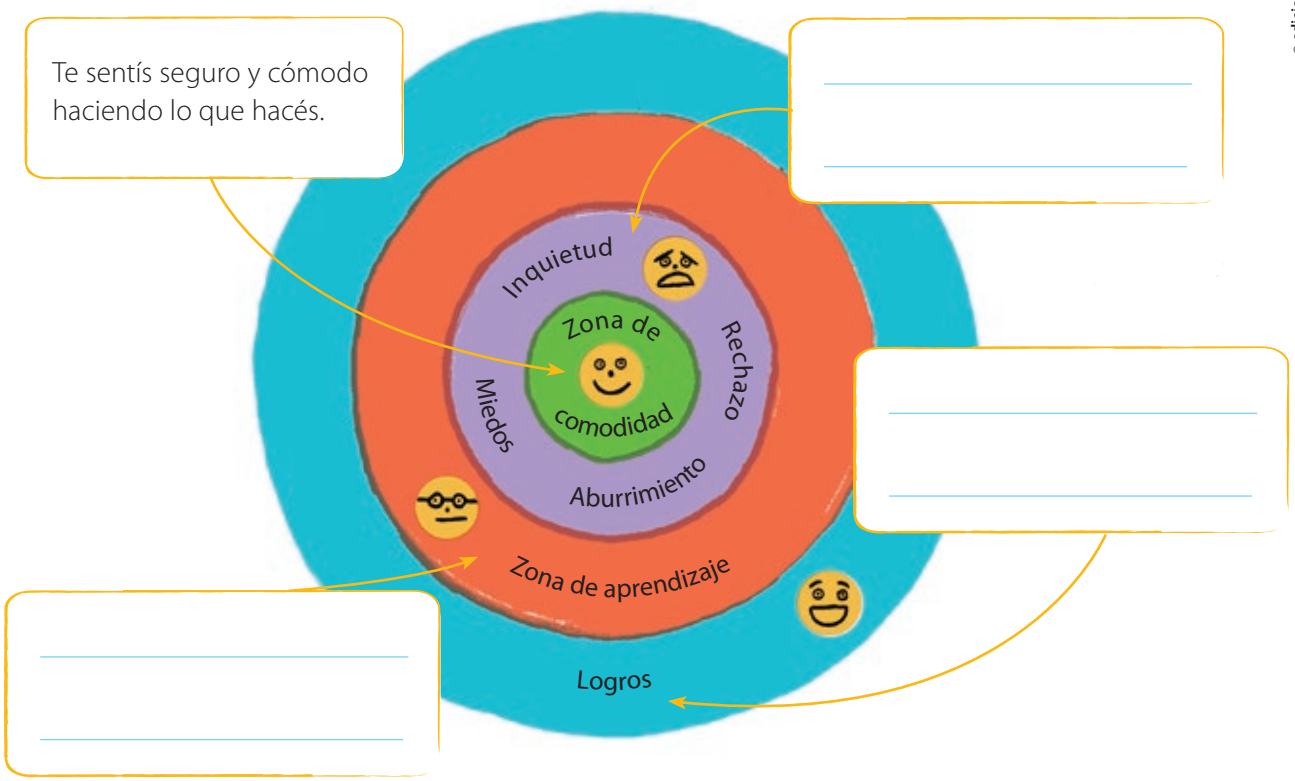 Te sentís seguro y cómodo
haciendo lo que hacés.
Inquietud
Rechazo
Zona de
comodidad
Miedos
Aburrimiento
Zona de aprendizaje
Logros